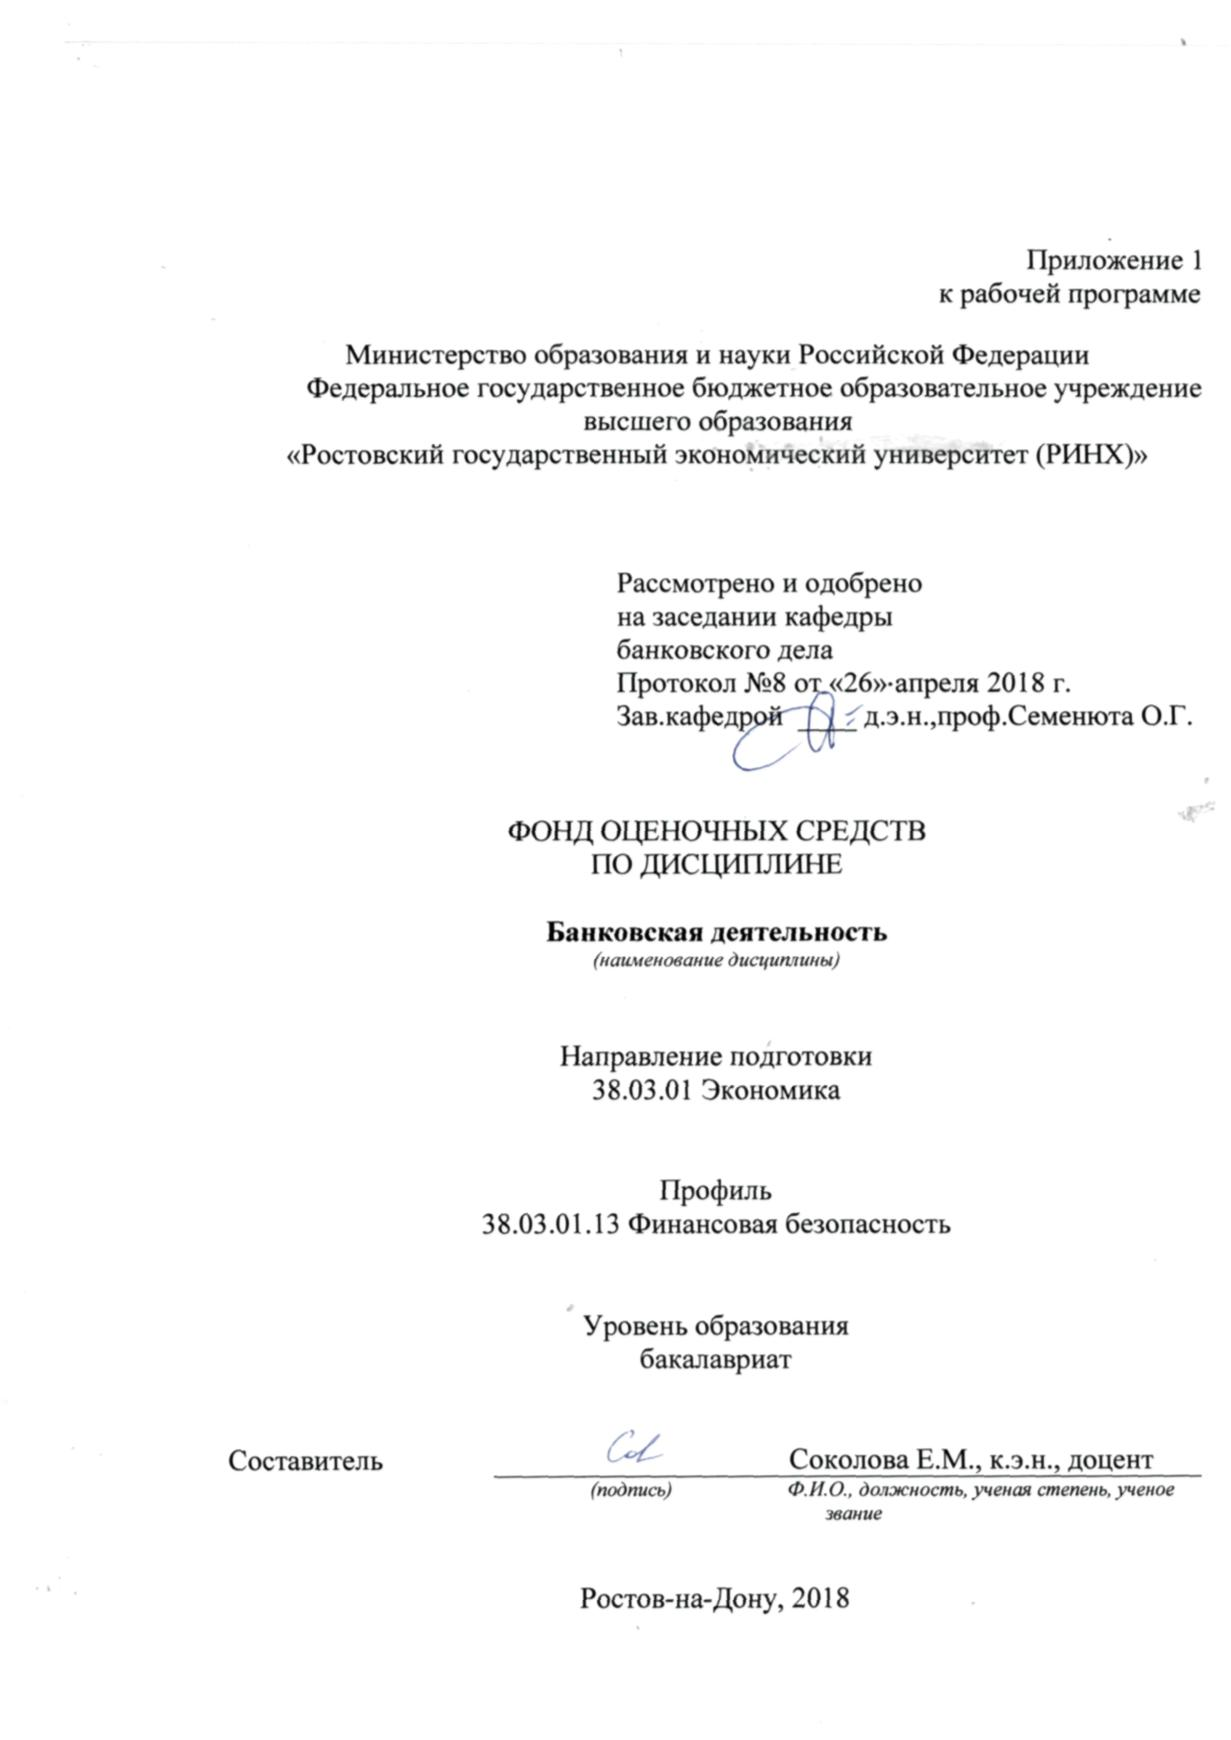 Приложение 1
к рабочей программе
Министерство образования и науки Российской Федерации
Федеральное государственное бюджетное образовательное учреждение
высшего образования
«Ростовский государственный экономический университет (РИНХ)»
Рассмотрено и одобрено
на заседании кафедры
банковского дела
Протокол №8 от «26» апреля 2018 г.
Зав.кафедрой ____ д.э.н.,проф.Семенюта О.Г.
ФОНД ОЦЕНОЧНЫХ СРЕДСТВ
ПО ДИСЦИПЛИНЕ
Банковская деятельность
(наименование дисциплины)
Направление подготовки
38.03.01 Экономика
Профиль
38.03.01.13 Финансовая безопасность
Уровень образования
бакалавриат
Составитель Соколова Е.М., к.э.н., доцент
(подпись) Ф.И.О., должность, ученая степень, ученое
звание
Ростов-на-Дону, 2018